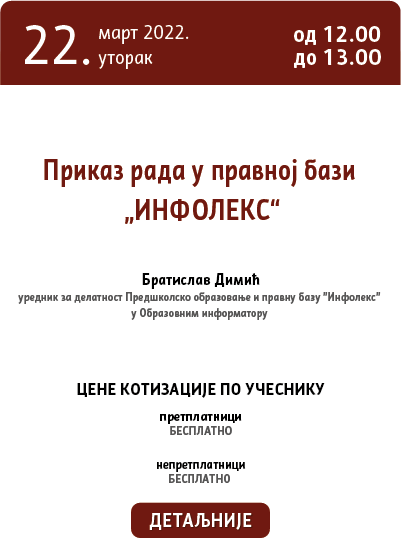 22.
март 2022.
уторак
од 12.00
до 13.00
Приказ рада у правној бази
„ИНФОЛЕКС“
Братислав Димић
уредник за делатност Предшколско образовање и правну базу "Инфолекс"
у Образовним информатору
ЦЕНЕ КОТИЗАЦИЈЕ ПО УЧЕСНИКУ
претплатници
БЕСПЛАТНО
непретплатници
БЕСПЛАТНО
ДЕТАЉНИЈЕ